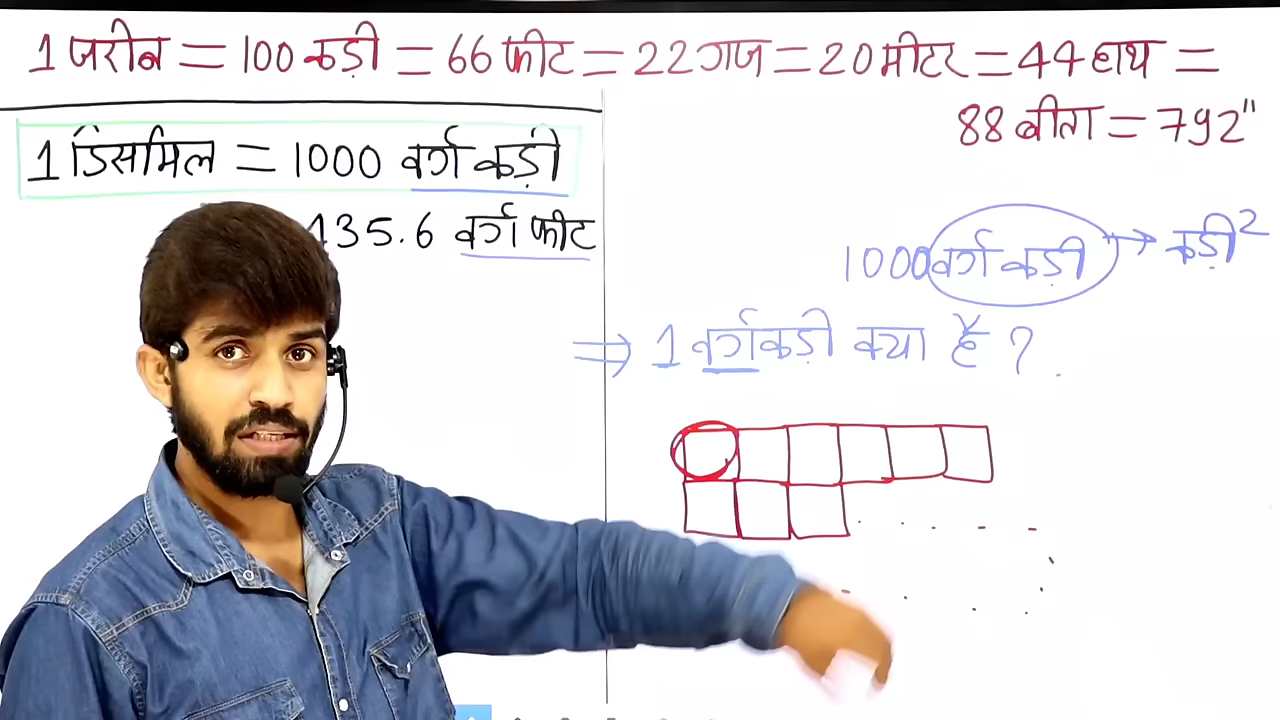 1 जरीब = 100 कड़ी = 66 फीट = 22 गज = 20 मीटर = 44 हाथ =
88 बीता = 792"
1 डिसमिल = 1000 वर्ग कड़ी
435.6 वर्ग फीट
1000 वर्ग कड़ी → कड़ी²
⇒ 1 वर्गकड़ी क्या है ?